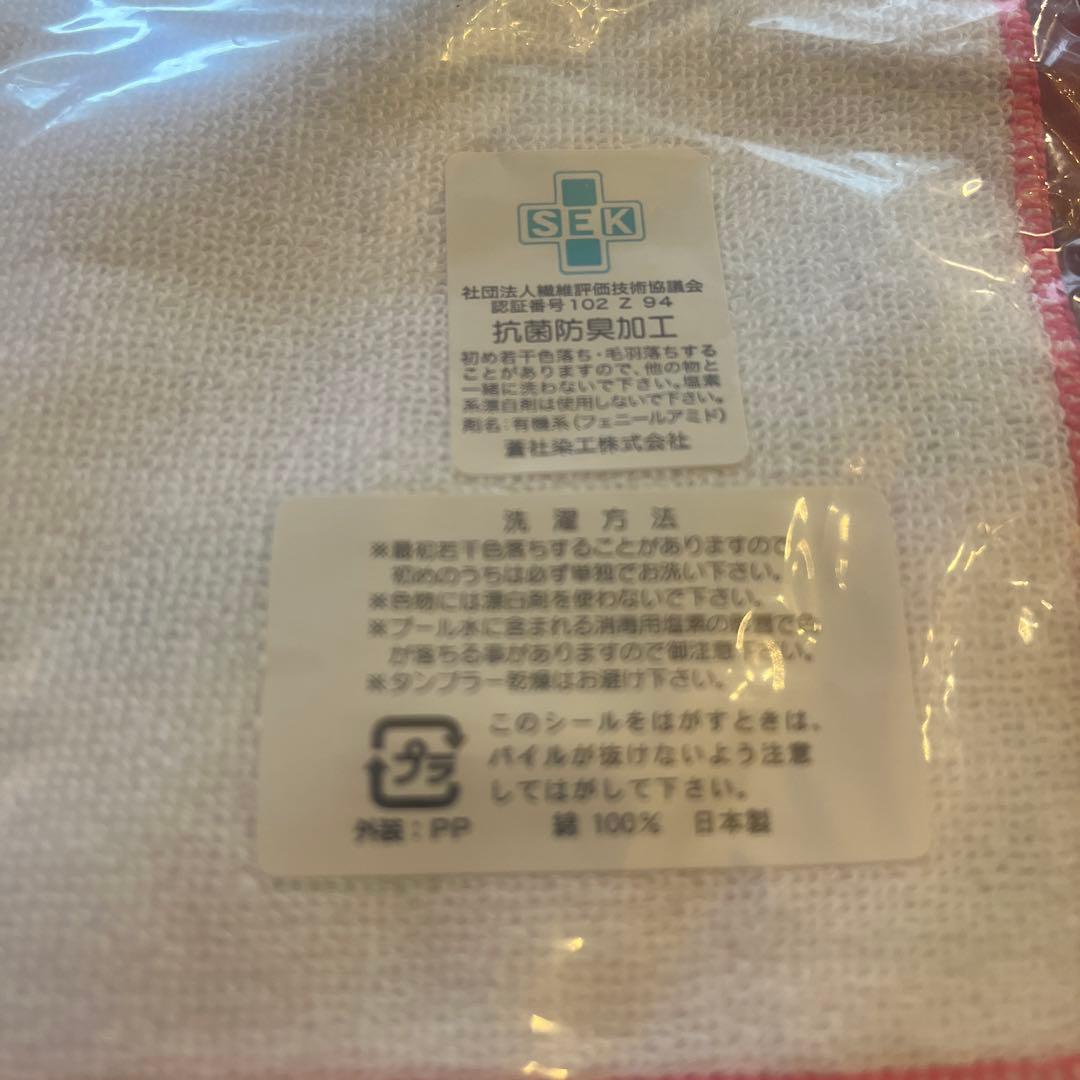 SEK
社団法人繊維評価技術協議会
認証番号102 Z 94
抗菌防臭加工
初め若干色落ち・毛羽落ちする
ことがありますので、他の物と
一緒に洗わないで下さい。塩素
系漂白剤は使用しないで下さい。
剤名:有機系(フェニールアミド)
蒼社染工株式会社
洗濯方法
※最初若干色落ちすることがありますので
初めのうちは必ず単独でお洗い下さい。
※色物には漂白剤を使わないで下さい。
※プール水に含まれる消毒用塩素の
が落ちる事がありますので御注意下さい。
※タンブラー乾燥はお避け下さい。
このシールをはがすときは、
パイルが抜けないよう注意
してはがして下さい。
プラ
外装:PP 綿 100% 日本製